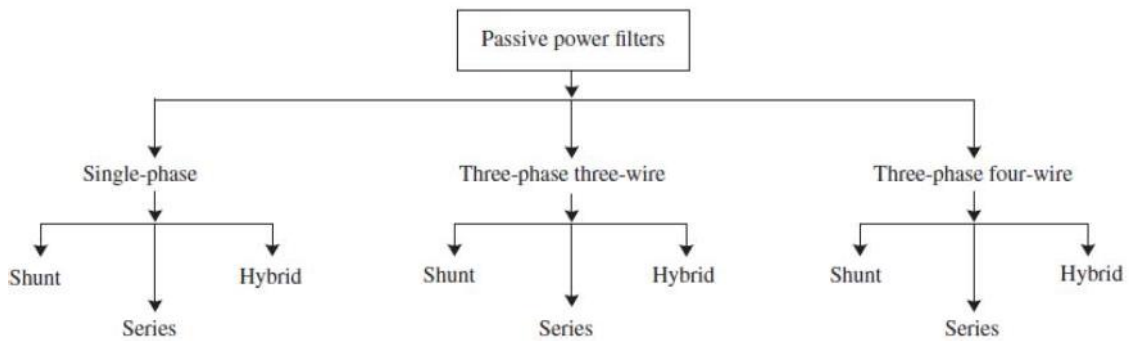 Passive power filters
Single-phase
Three-phase three-wire
Three-phase four-wire
Shunt
Hybrid
Shunt
Hybrid
Shunt
Hybrid
Series
Series
Series